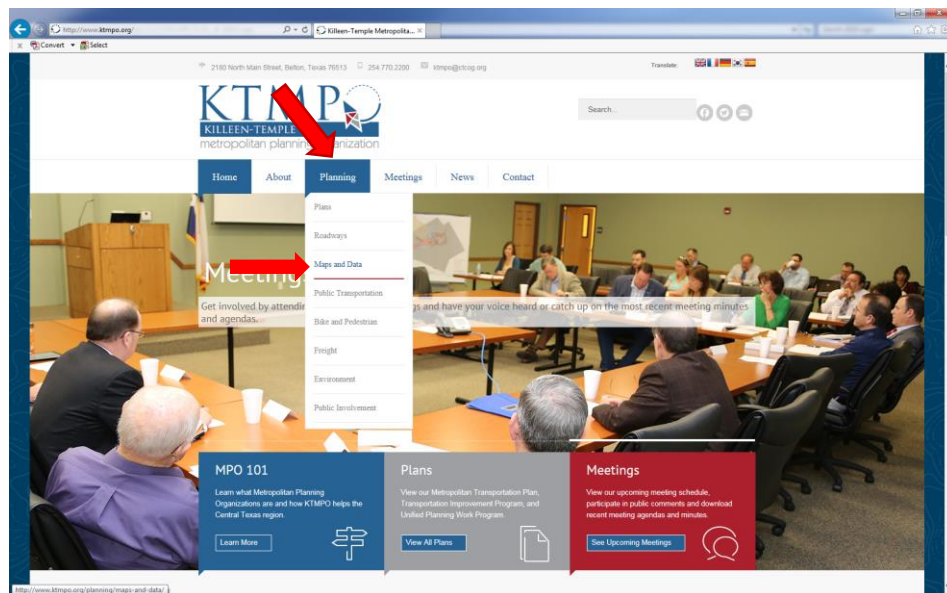 http://www.ktmpo.org/
Killeen-Temple Metropolita...
x Convert Select
2180 North Main Street, Belton, Texas 76513 254.770.2200 ktmpo@ctcog.org Translate:
KTMPO
KILLEEN-TEMPLE
metropolitan planning
Search...
Home About Planning Meetings News Contact
Plans
Roadways
Maps and Data
Public Transportation
Bike and Pedestrian
Freight
Environment
Public Involvement
Meeting
Get involved by attendin gs and have your voice heard or catch up on the most recent meeting minutes
and agendas.
MPO 101
Learn what Metropolitan Planning
Organizations are and how KTMPO helps the
Central Texas region.
Learn More
Plans
View our Metropolitan Transportation Plan,
Transportation Improvement Program, and
Unified Planning Work Program.
View All Plans
Meetings
View our upcoming meeting schedule,
participate in public comments and download
recent meeting agendas and minutes.
See Upcoming Meetings
http://www.ktmpo.org/planning/maps-and-data/